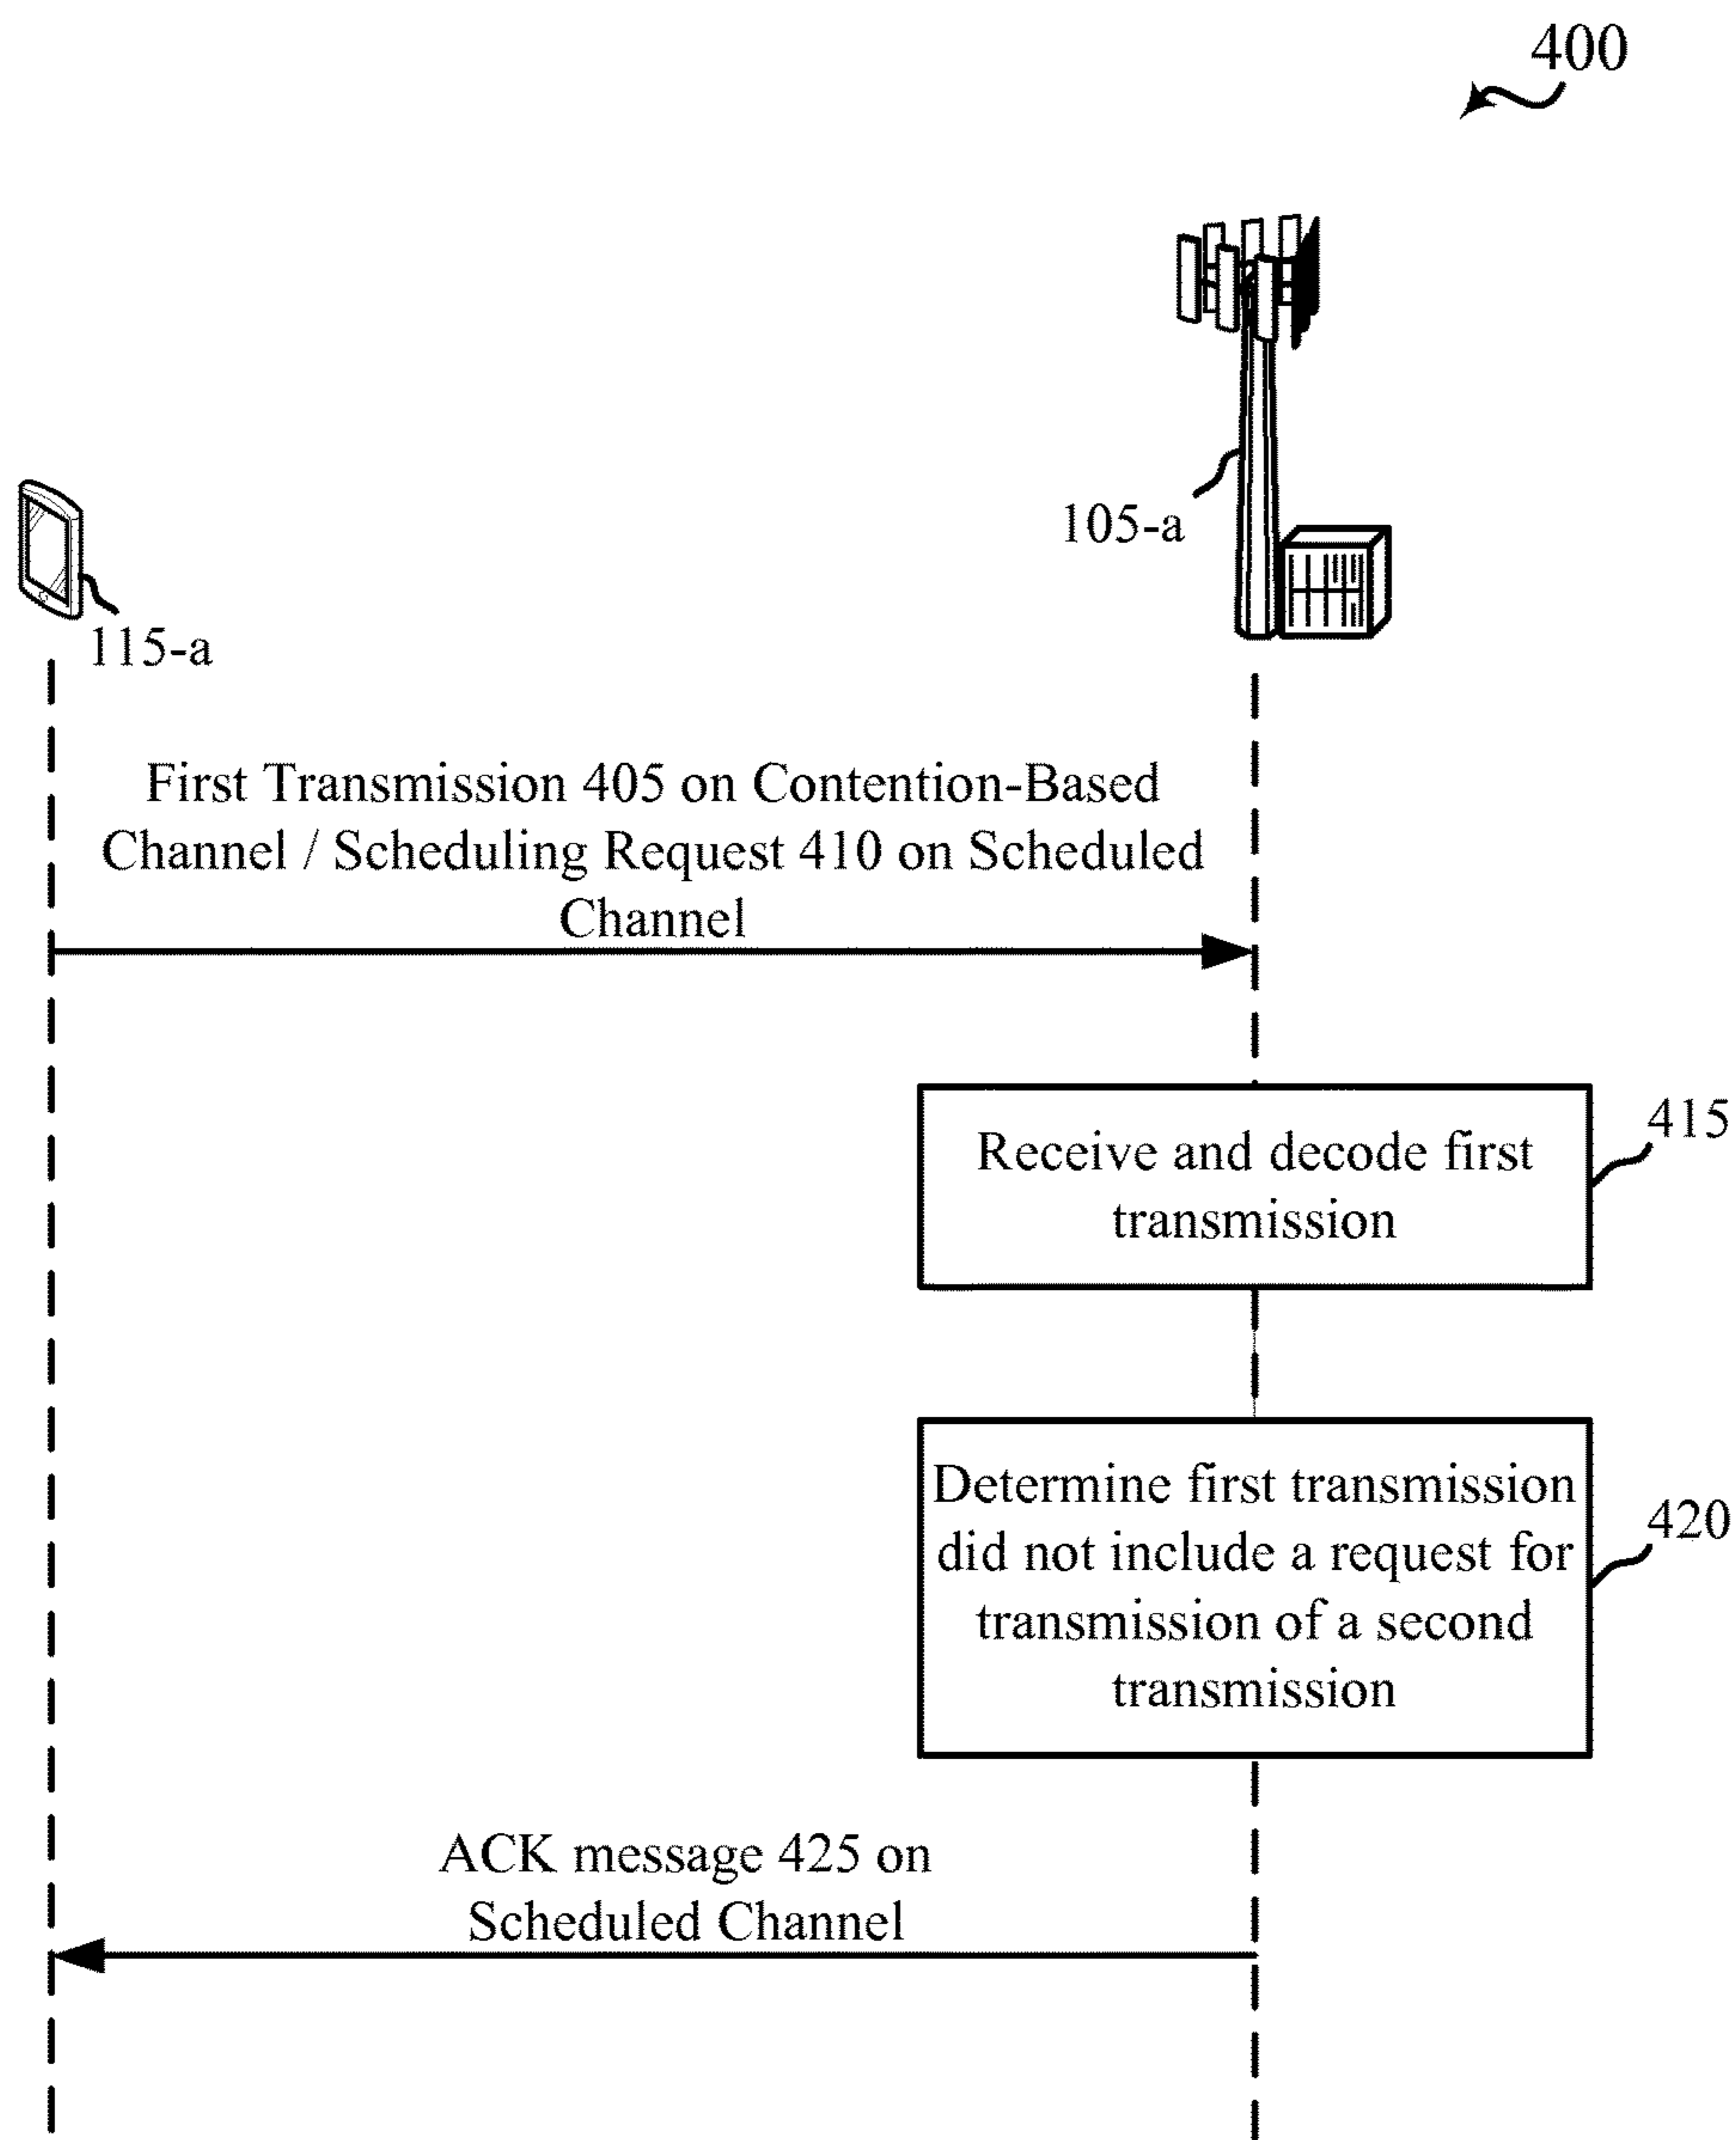 400
105-a
115-a
First Transmission 405 on Contention-Based
Channel / Scheduling Request 410 on Scheduled
Channel
Receive and decode first
transmission
415
Determine first transmission
did not include a request for
transmission of a second
transmission
420
ACK message 425 on
Scheduled Channel